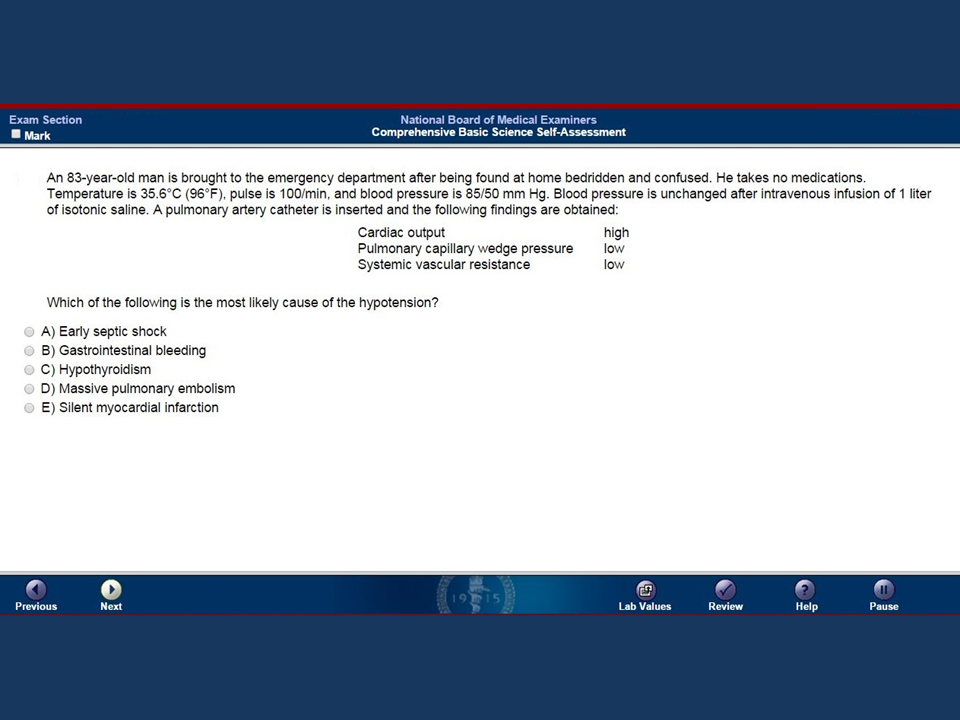 Exam Section
Mark
National Board of Medical Examiners
Comprehensive Basic Science Self-Assessment
An 83-year-old man is brought to the emergency department after being found at home bedridden and confused. He takes no medications.
Temperature is 35.6°C (96°F), pulse is 100/min, and blood pressure is 85/50 mm Hg. Blood pressure is unchanged after intravenous infusion of 1 liter
of isotonic saline. A pulmonary artery catheter is inserted and the following findings are obtained:
Cardiac output high
Pulmonary capillary wedge pressure low
Systemic vascular resistance low
Which of the following is the most likely cause of the hypotension?
A) Early septic shock
B) Gastrointestinal bleeding
C) Hypothyroidism
D) Massive pulmonary embolism
E) Silent myocardial infarction
1915
Previous
Next
Lab Values
Review
Help
Pause